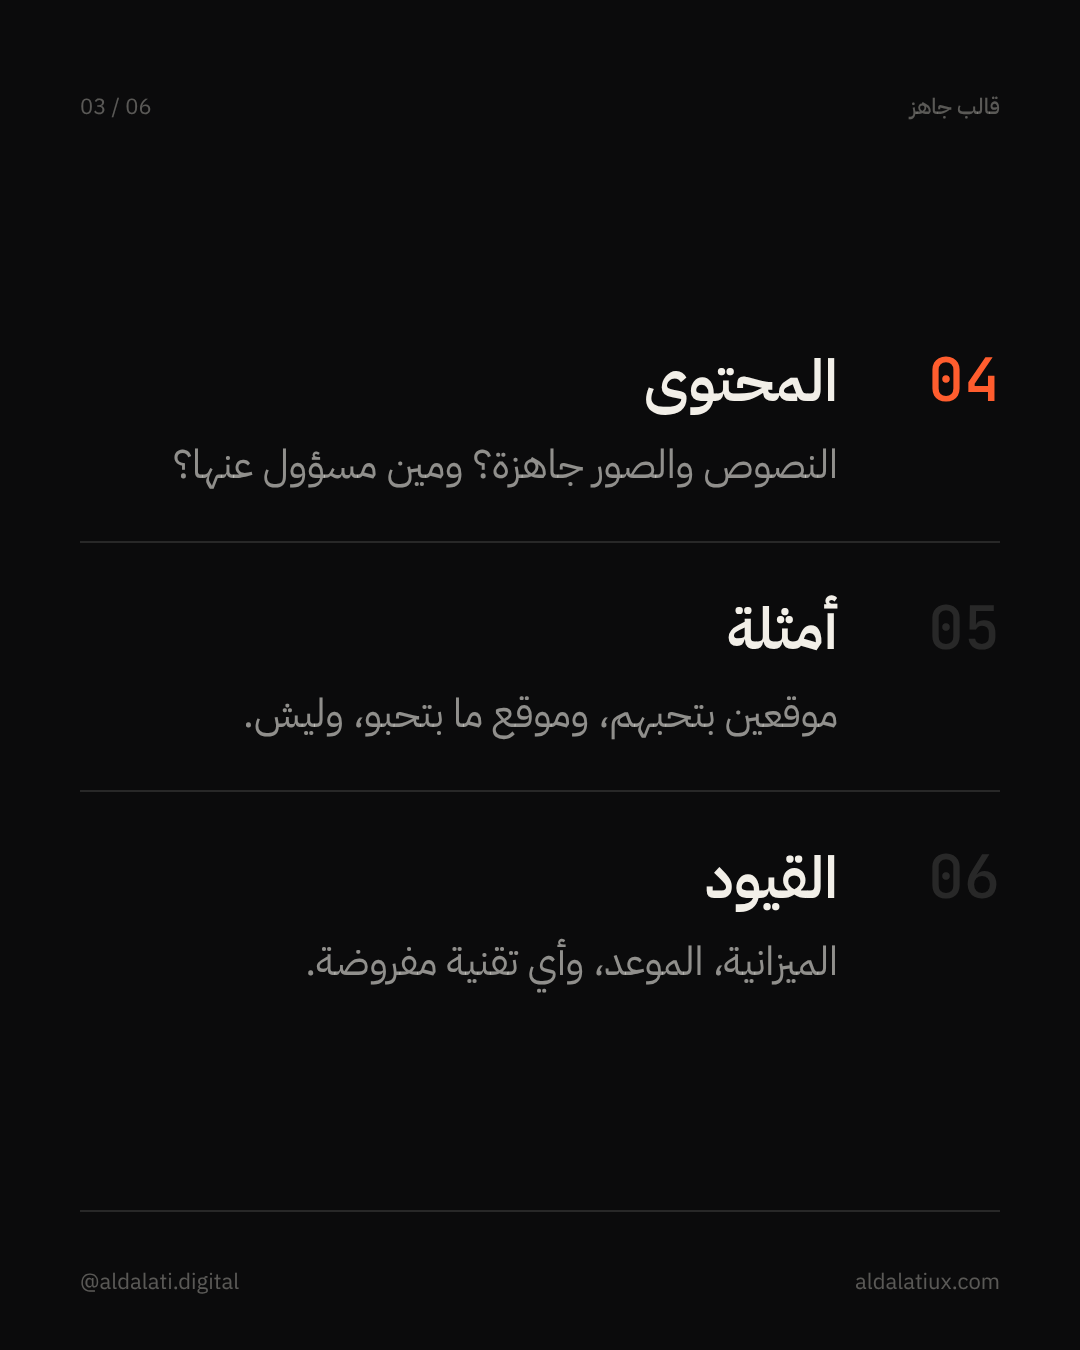 قالب جاهز
03 / 06
04
المحتوى
النصوص والصور جاهزة؟ ومين مسؤول عنها؟
05
أمثلة
موقعين بتحبهم، وموقع ما بتحبو، وليش.
06
القيود
الميزانية، الموعد، وأي تقنية مفروضة.
aldalatiux.com
@aldalati.digital